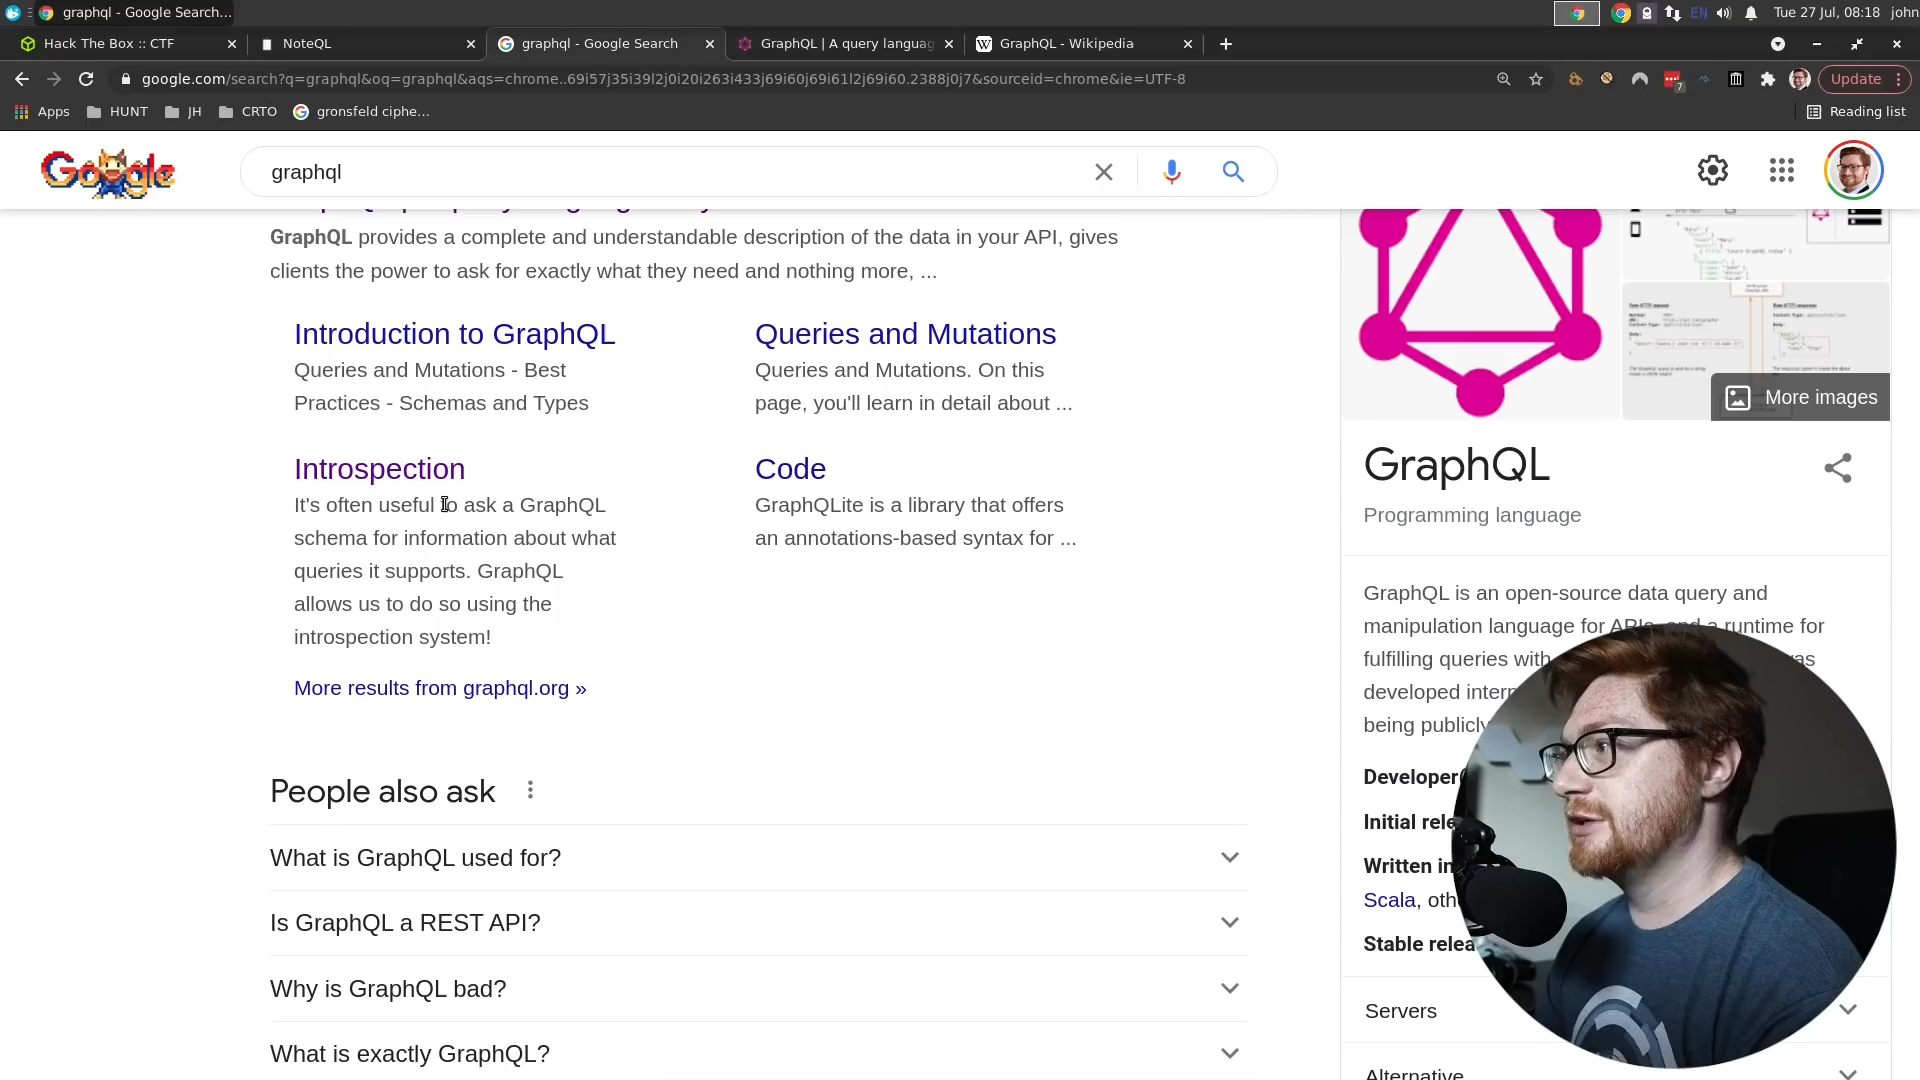 graphql - Google Search...
EN
Tue 27 Jul, 08:18 john
Hack The Box :: CTF
NoteQL
graphql - Google Search
GraphQL | A query languag
GraphQL - Wikipedia
google.com/search?q=graphql&oq=graphql&aqs=chrome..69i57j35i39l2j0i20i263i433j69i60j69i61l2j69i60.2388j0j7&sourceid=chrome&ie=UTF-8
7
Update
Apps
HUNT
JH
CRTO
gronsfeld ciphe...
Reading list
Google
graphql
GraphQL provides a complete and understandable description of the data in your API, gives
clients the power to ask for exactly what they need and nothing more, ...
Introduction to GraphQL
Queries and Mutations - Best
Practices - Schemas and Types
Queries and Mutations
Queries and Mutations. On this
page, you'll learn in detail about ...
Introspection
It's often useful to ask a GraphQL
schema for information about what
queries it supports. GraphQL
allows us to do so using the
introspection system!
Code
GraphQLite is a library that offers
an annotations-based syntax for ...
More results from graphql.org »
People also ask
What is GraphQL used for?
Is GraphQL a REST API?
Why is GraphQL bad?
What is exactly GraphQL?
More images
GraphQL
Programming language
GraphQL is an open-source data query and
manipulation language for APIs, and a runtime for
fulfilling queries with
developed
being
Developer
Initial
Written in
Scala,
Stable
Servers
Alternative